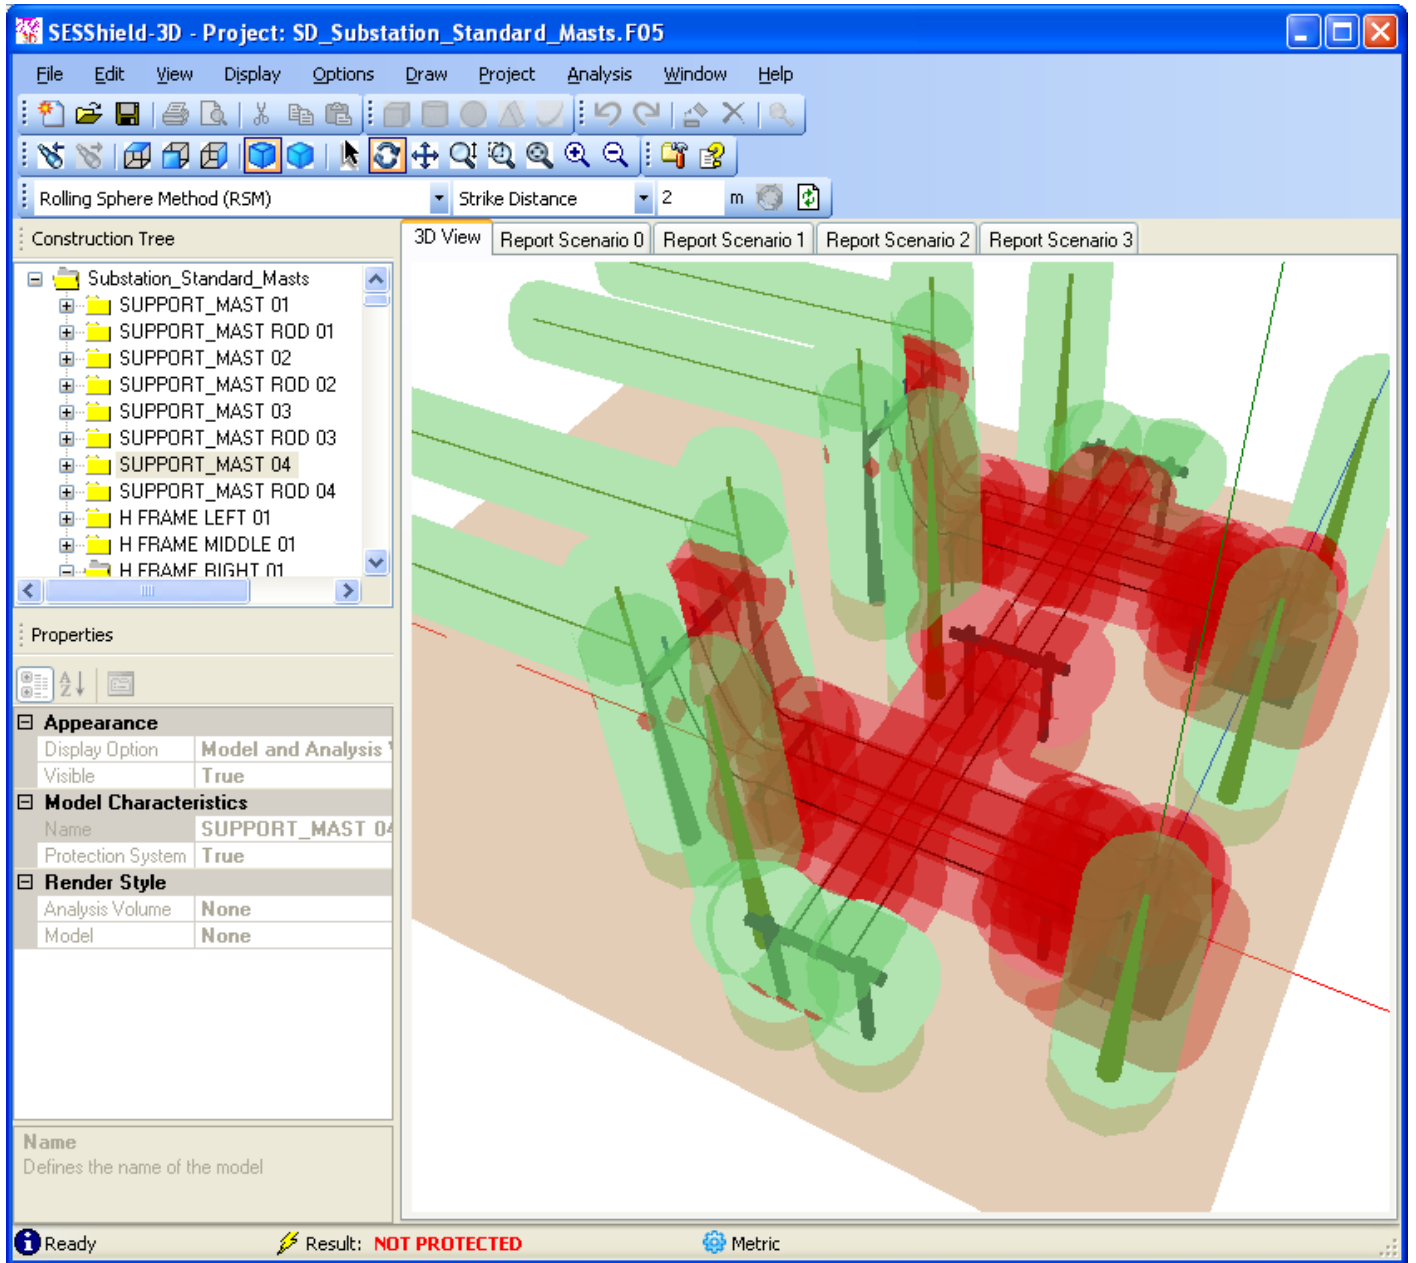 SESShield-3D - Project: SD_Substation_Standard_Masts.F05
File Edit View Display Options Draw Project Analysis Window Help
Rolling Sphere Method (RSM) Strike Distance 2 m
Construction Tree
3D View Report Scenario 0 Report Scenario 1 Report Scenario 2 Report Scenario 3
Substation_Standard_Masts
SUPPORT_MAST 01
SUPPORT_MAST ROD 01
SUPPORT_MAST 02
SUPPORT_MAST ROD 02
SUPPORT_MAST 03
SUPPORT_MAST ROD 03
SUPPORT_MAST 04
SUPPORT_MAST ROD 04
H FRAME LEFT 01
H FRAME MIDDLE 01
H FRAME RIGHT 01
Properties
Appearance
Display Option Model and Analysis
Visible True
Model Characteristics
Name SUPPORT_MAST 04
Protection System True
Render Style
Analysis Volume None
Model None
Name
Defines the name of the model
Ready Result: NOT PROTECTED Metric